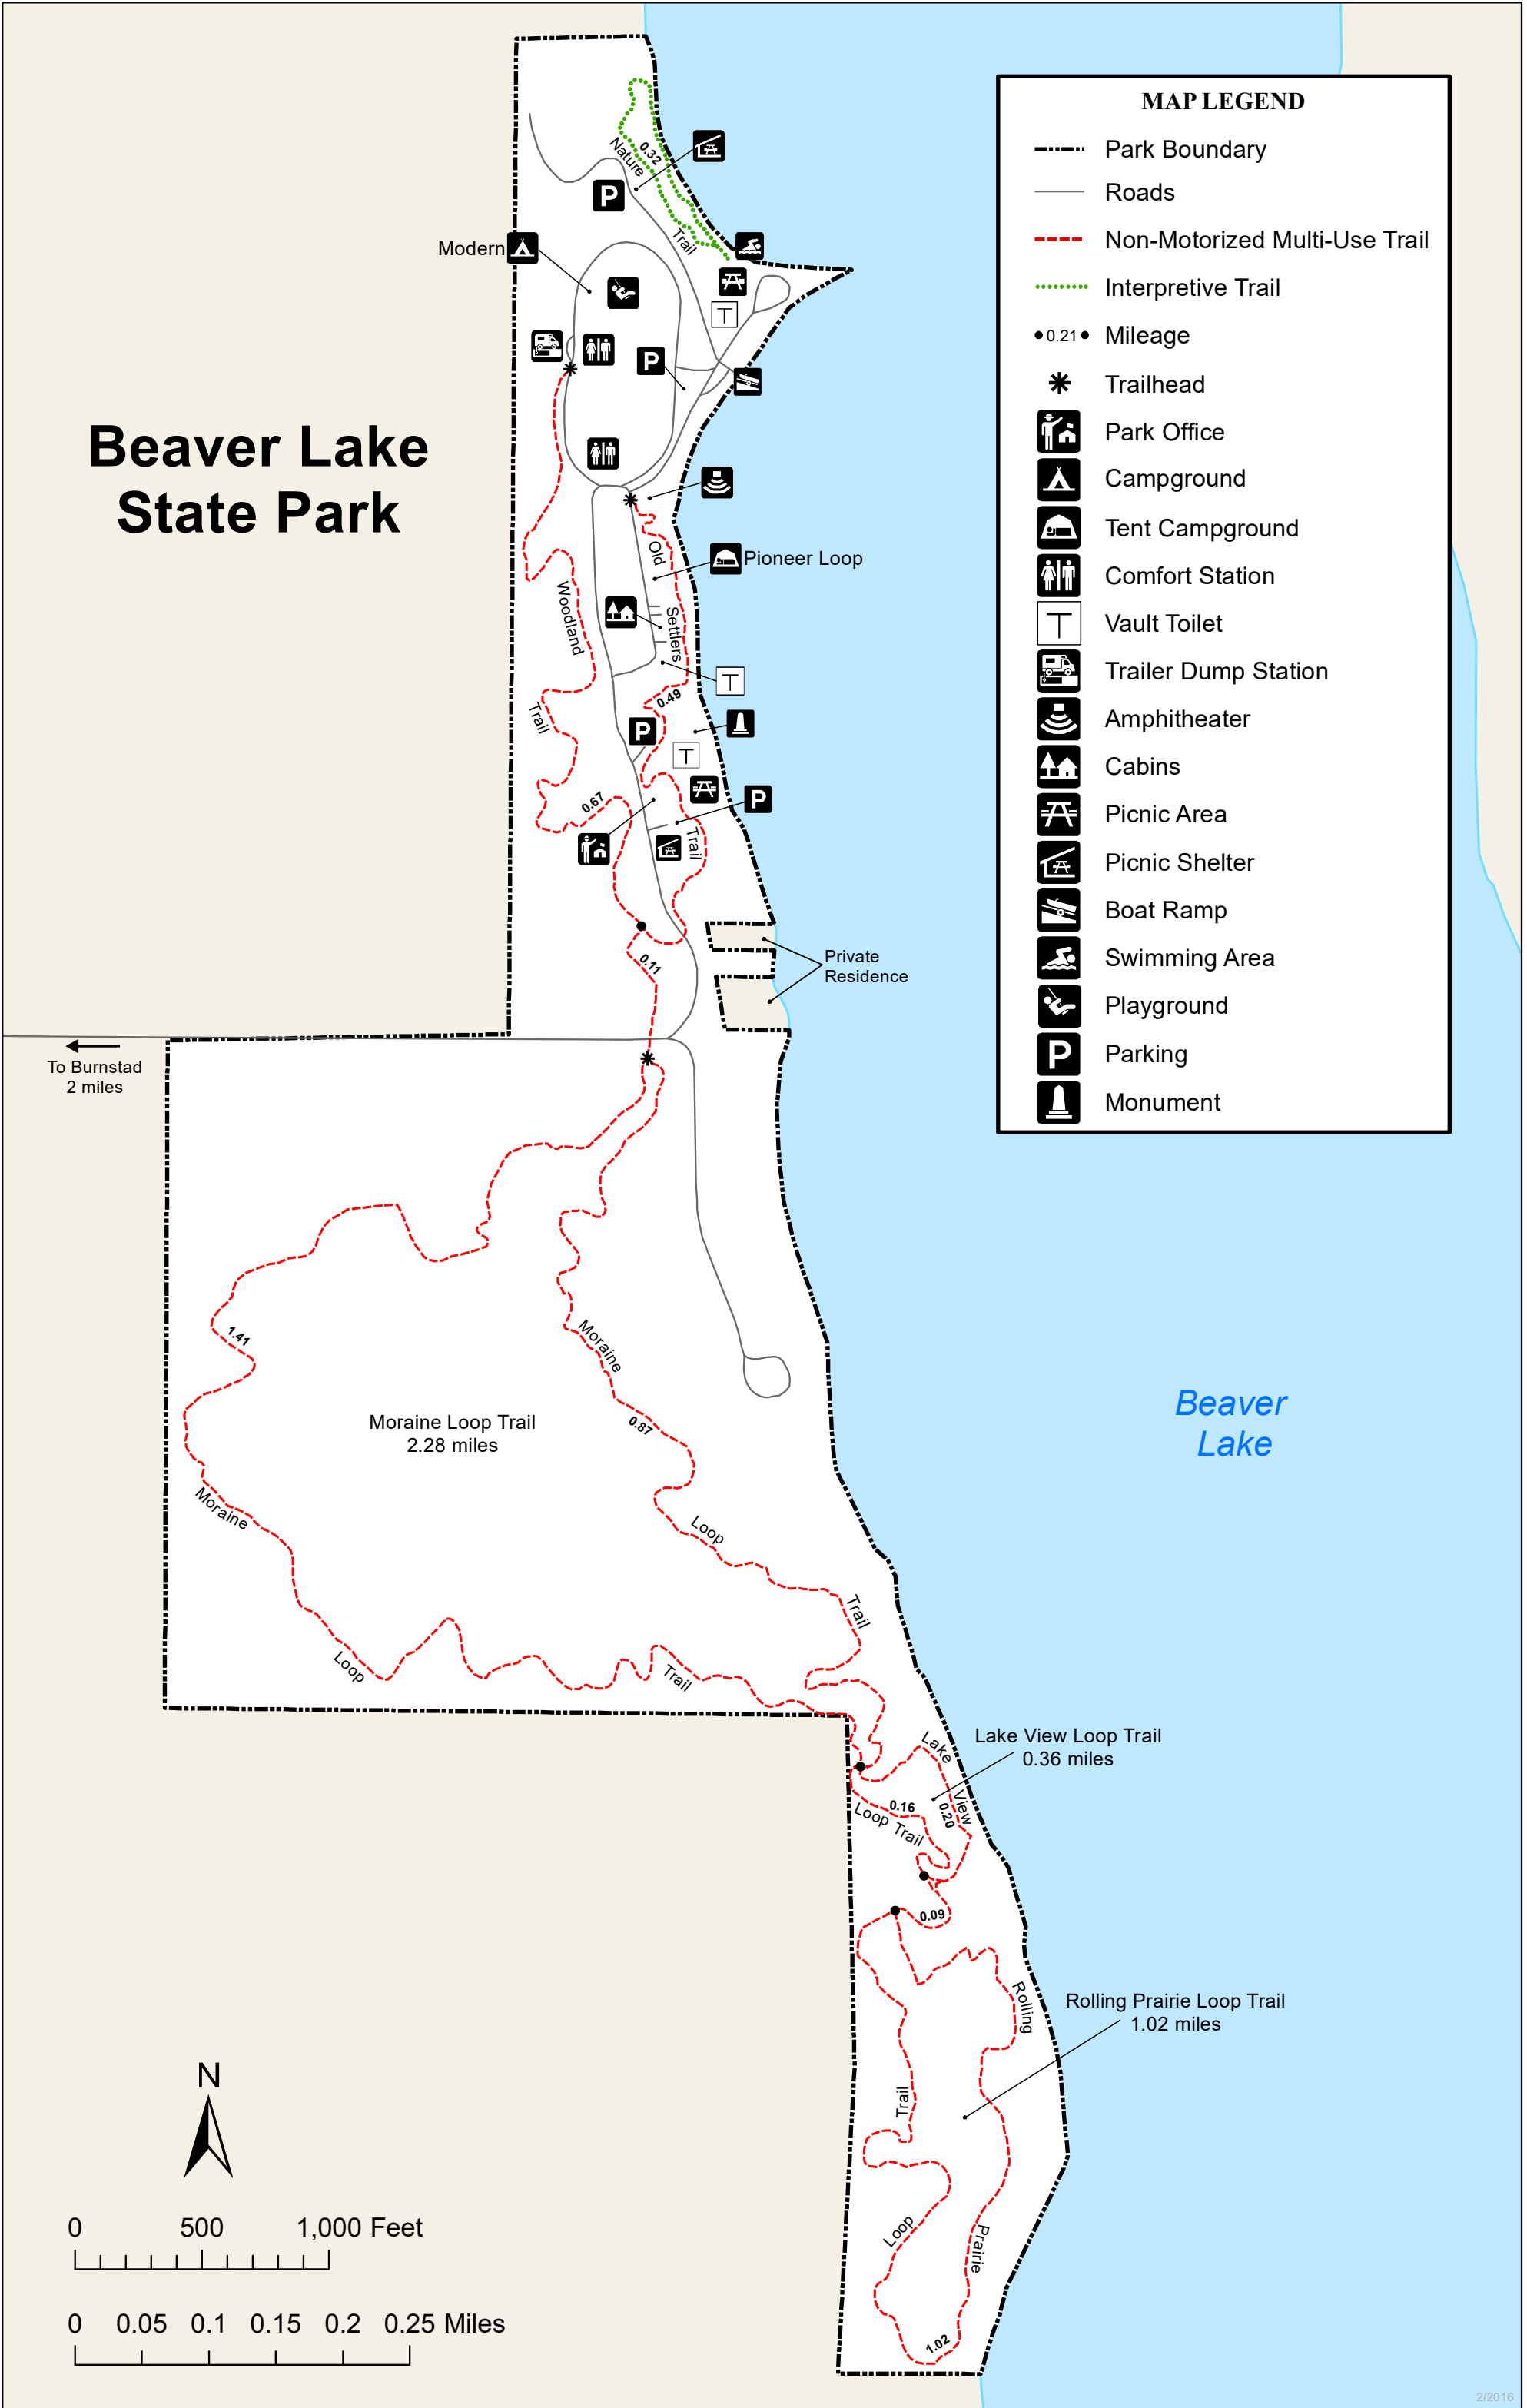 Beaver Lake
State Park
MAP LEGEND
Park Boundary
Roads
Non-Motorized Multi-Use Trail
Interpretive Trail
0.21 Mileage
Trailhead
Park Office
Campground
Tent Campground
Comfort Station
T Vault Toilet
Trailer Dump Station
Amphitheater
Cabins
Picnic Area
Picnic Shelter
Boat Ramp
Swimming Area
Playground
P Parking
Monument
0.32
Nature
Trail
P
Modern
T
P
Old
Settlers
Trail
Pioneer Loop
Woodland
Trail
T
0.49
P
T
P
0.67
0.11
Private
Residence
To Burnstad
2 miles
1.41
Moraine
Loop
Trail
Moraine Loop Trail
2.28 miles
Moraine
0.87
Loop
Trail
Beaver
Lake
Lake
View
Loop Trail
Lake View Loop Trail
0.36 miles
0.16
0.20
0.09
Rolling
Prairie
Loop
Trail
Rolling Prairie Loop Trail
1.02 miles
1.02
N
0 500 1,000 Feet
0 0.05 0.1 0.15 0.2 0.25 Miles
2/2016